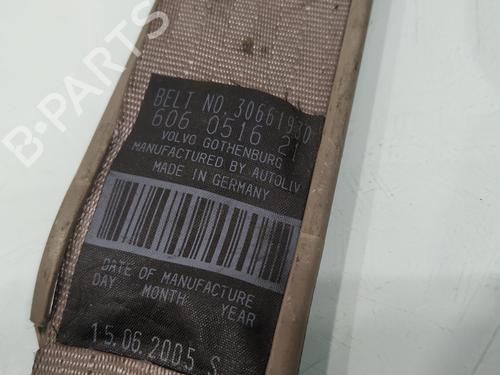 B-PARTS
BELT NO. 30661930
606 0516 21
VOLVO GOTHENBURG
MANUFACTURED BY AUTOLIV
MADE IN GERMANY
DATE OF MANUFACTURE
DAY MONTH YEAR
15.06.2005 S